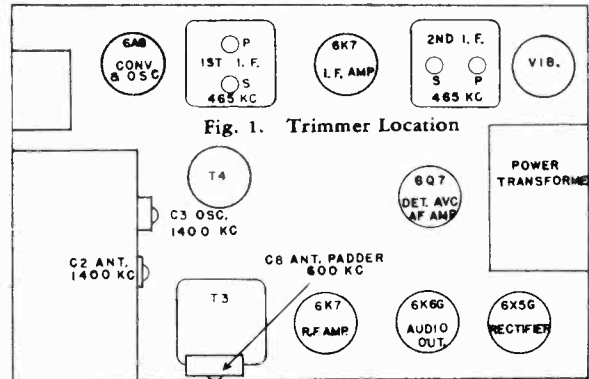 6A8
CONV.
& OSC.
P
1ST I.F.
S
465 KC
6K7
I.F. AMP
2ND I.F.
S P
465 KC
VIB.
Fig. 1. Trimmer Location
T4
6Q7
DET. AVC
AF AMP
POWER
TRANSFORME
C3 OSC.
1400 KC
C2 ANT.
1400 KC
C8 ANT. PADDER
600 KC
T3
6K7
R.F AMP.
6K6G
AUDIO
OUT.
6X5G
RECTIFIER